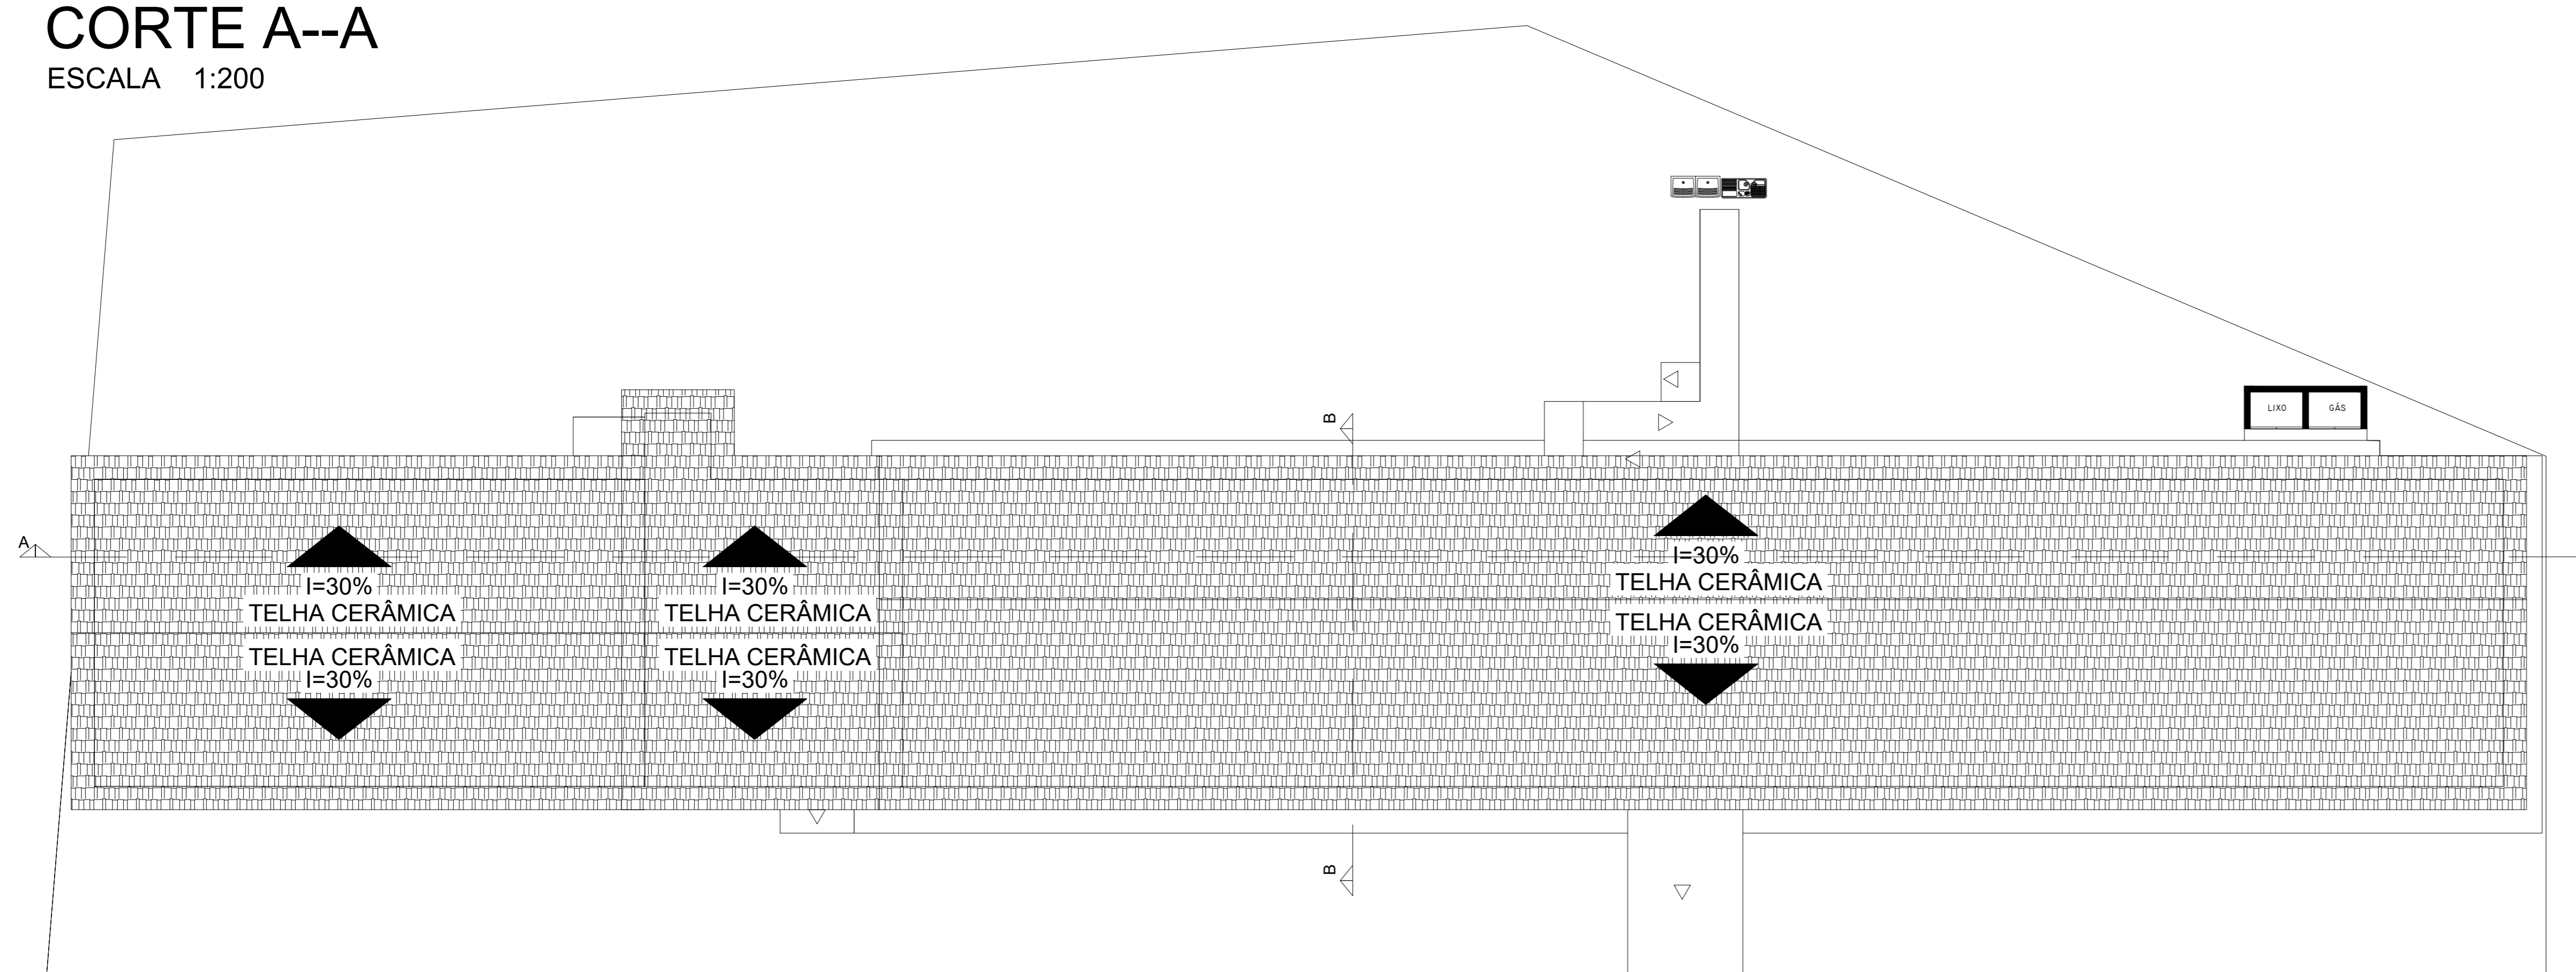 CORTE A--A
ESCALA 1:200
LIXO GÁS
B
A
I=30%
TELHA CERÂMICA
TELHA CERÂMICA
I=30%
I=30%
TELHA CERÂMICA
TELHA CERÂMICA
I=30%
I=30%
TELHA CERÂMICA
TELHA CERÂMICA
I=30%
B